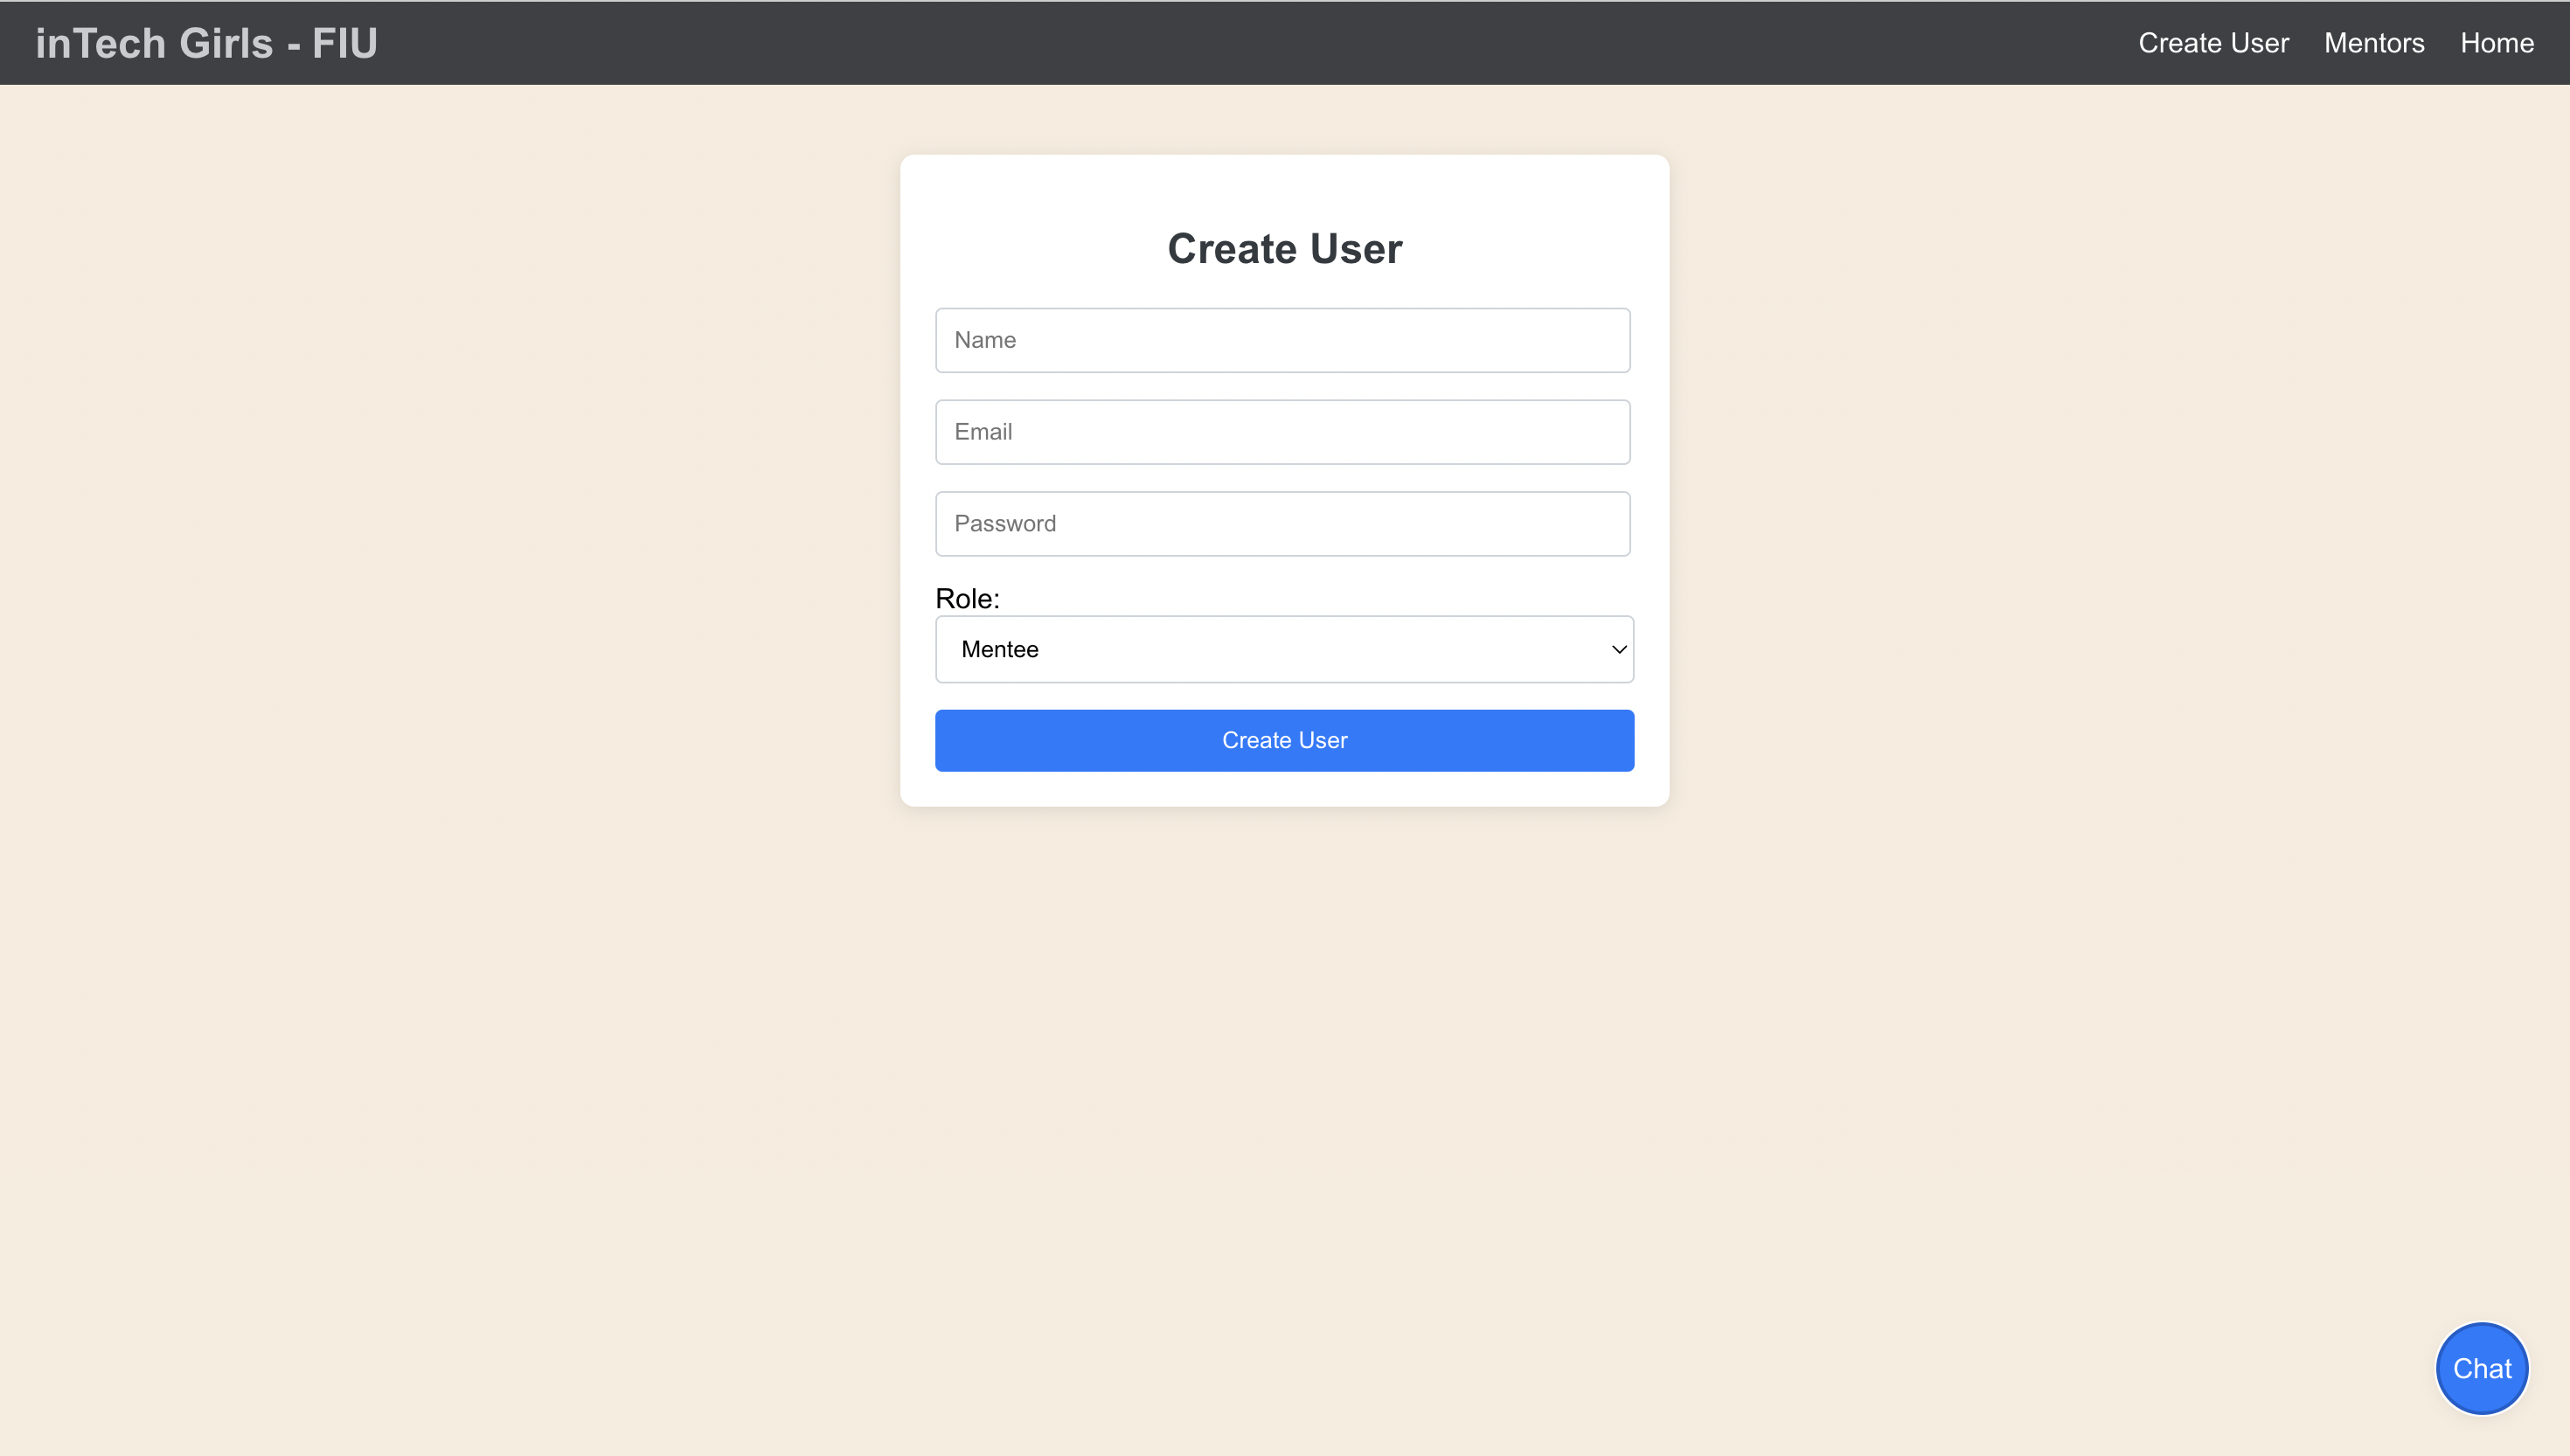 inTech Girls - FIU
Create User Mentors Home
Create User
Name
Email
Password
Role:
Mentee
Create User
Chat